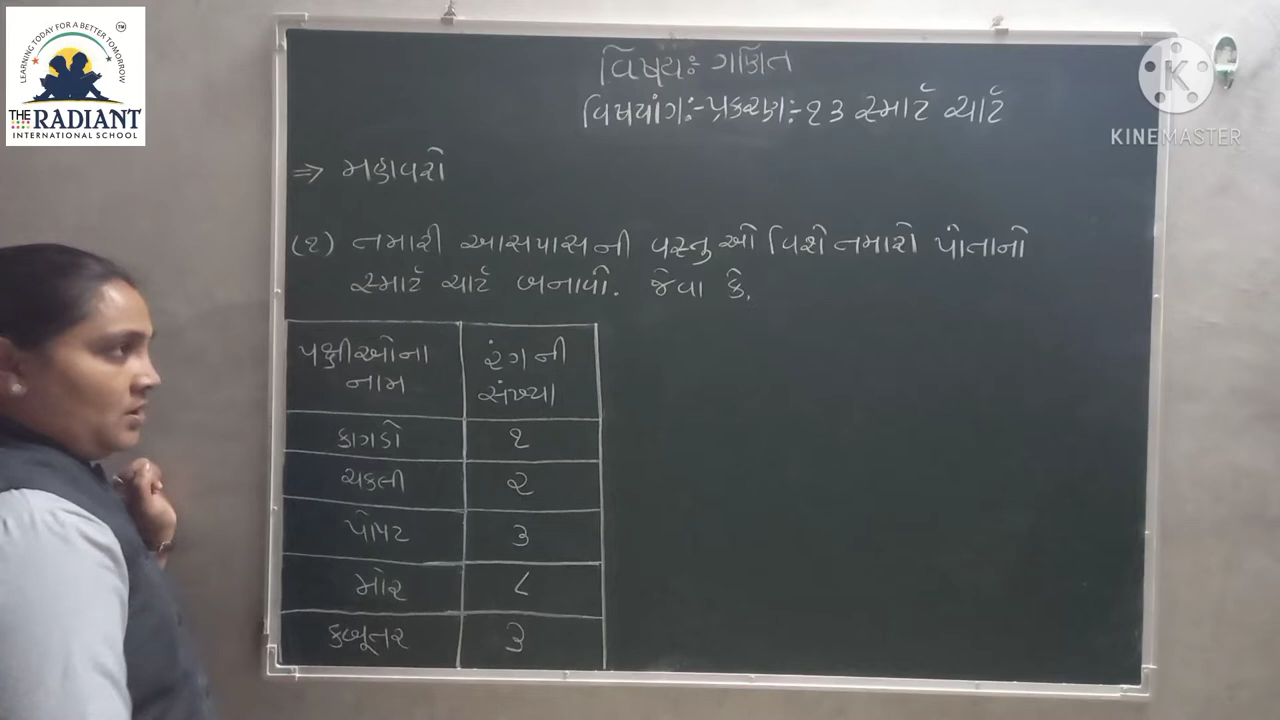 LEARNING TODAY FOR A BETTER TOMORROW
TM
THE RADIANT
INTERNATIONAL SCHOOL
K
KINEMASTER
વિષય:- ગણિત
વિષયાંગ:- પ્રકરણ:- ૧૩ સ્માર્ટ ચાર્ટ
⇒ મહાવરો
(૧) તમારી આસપાસની વસ્તુઓ વિશે તમારો પોતાનો
સ્માર્ટ ચાર્ટ બનાવો. જેવા કે,
પક્ષીઓના નામ | રંગની સંખ્યા
કાગડો | ૧
ચકલી | ૨
પોપટ | ૩
મોર | ૮
કબૂતર | ૩